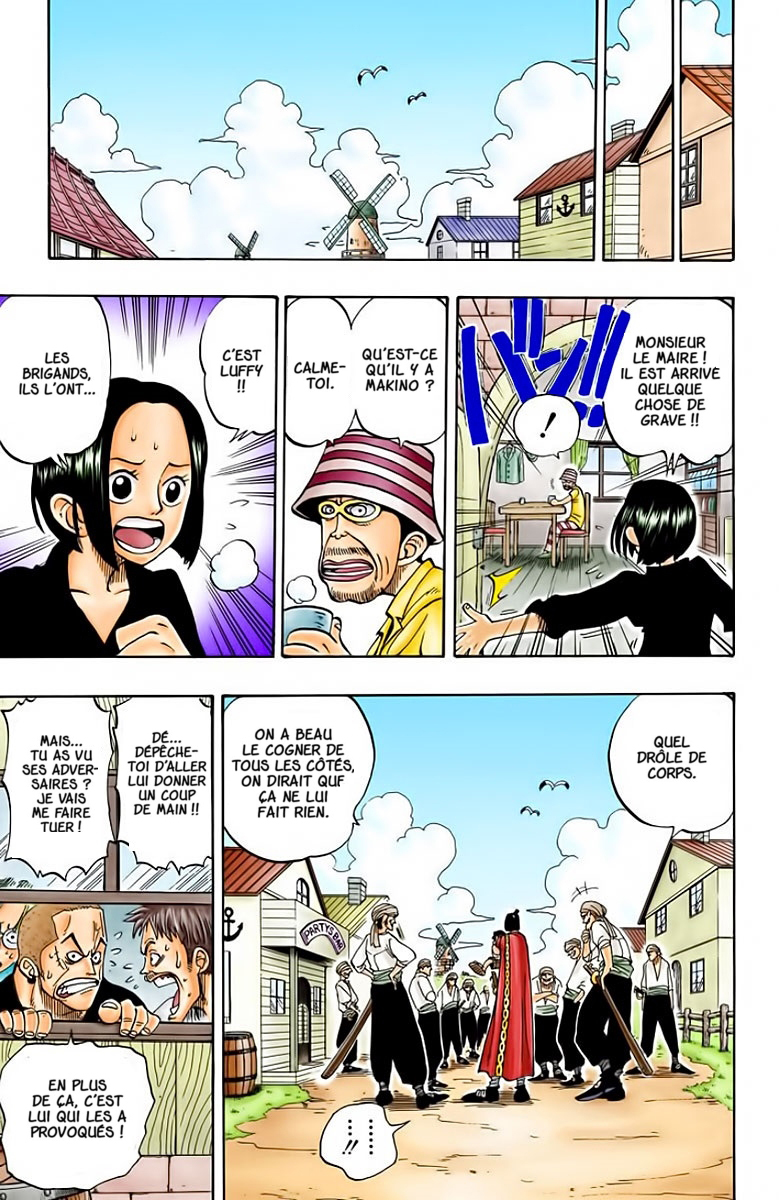 MONSIEUR
LE MAIRE !
IL EST ARRIVÉ
QUELQUE
CHOSE DE
GRAVE !!
!
バン!!
QU'EST-CE
QU'IL Y A
MAKINO ?
CALME-
TOI.
C'EST
LUFFY
!!
LES
BRIGANDS,
ILS L'ONT...
QUEL
DRÔLE DE
CORPS.
ON A BEAU
LE COGNER DE
TOUS LES CÔTÉS,
ON DIRAIT QUF
ÇA NE LUI
FAIT RIEN.
PARTYS BAR
......!!
DÉ...
DÉPÊCHE-
TOI D'ALLER
LUI DONNER
UN COUP
DE MAIN !!
MAIS...
TU AS VU
SES ADVER-
SAIRES ?
JE VAIS
ME FAIRE
TUER !
EN PLUS
DE ÇA, C'EST
LUI QUI LES A
PROVOQUÉS !